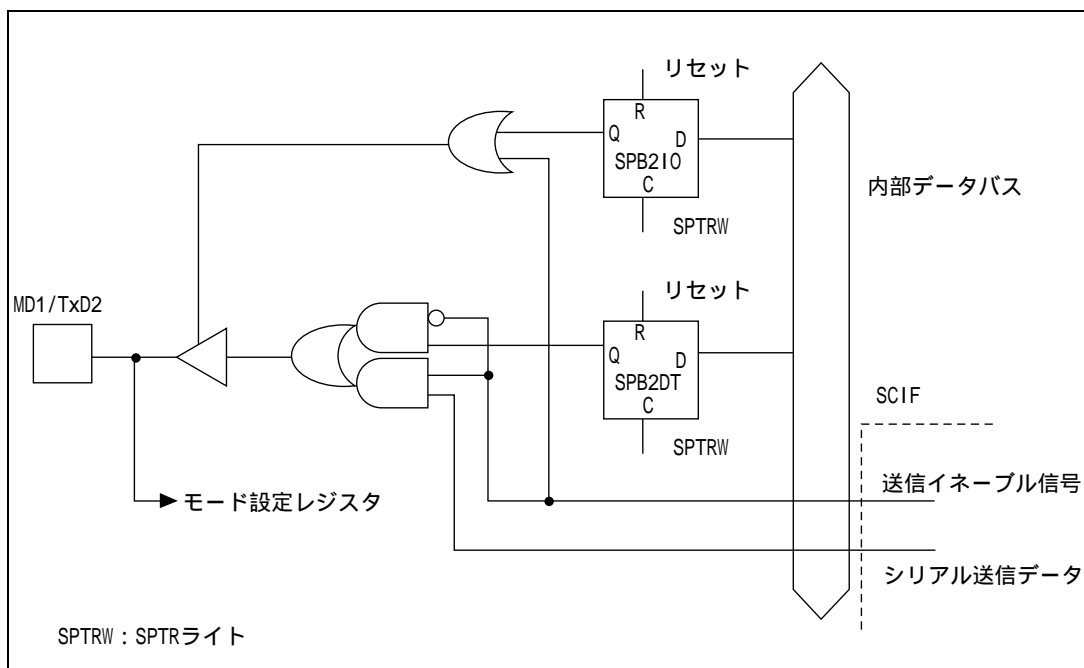 リセット
R
Q
D
SPB2IO
C
SPTRW
内部データバス
リセット
MD1/TxD2
R
Q
D
SPB2DT
C
SPTRW
SCIF
送信イネーブル信号
モード設定レジスタ
シリアル送信データ
SPTRW：SPTRライト